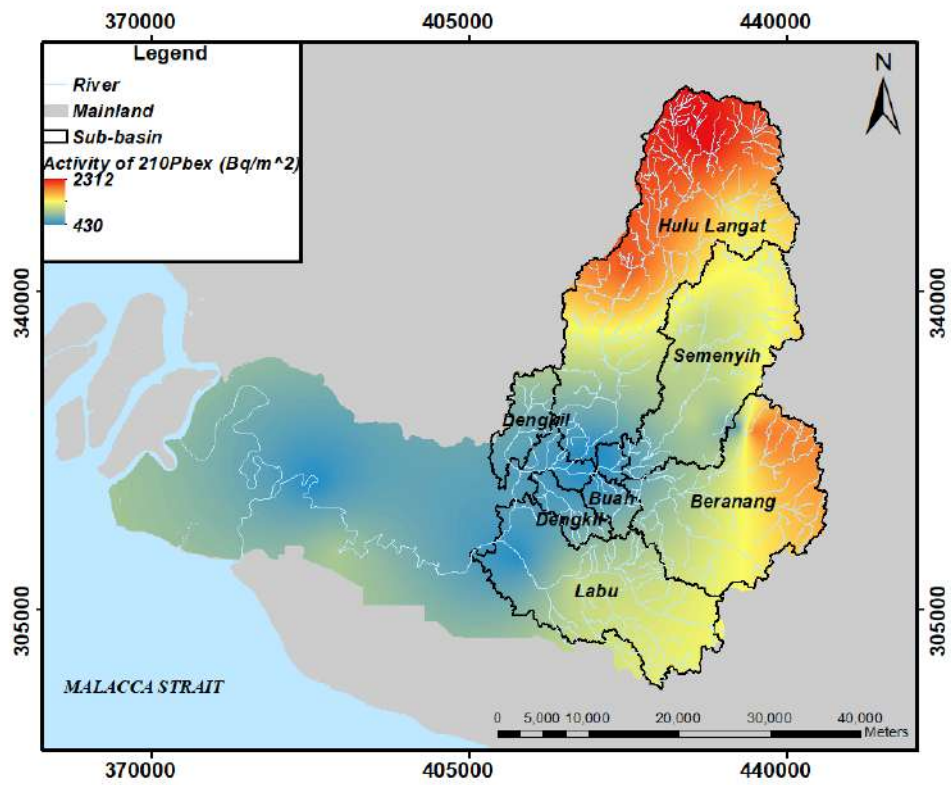 370000 405000 440000
Legend
River
Mainland
Sub-basin
Activity of 210Pbex (Bq/m^2)
2312
430
N
Hulu Langat
340000 340000
Semenyih
Dengkil
Buah
Beranang
Dengkil
Labu
305000 305000
MALACCA STRAIT
0 5,000 10,000 20,000 30,000 40,000
Meters
370000 405000 440000